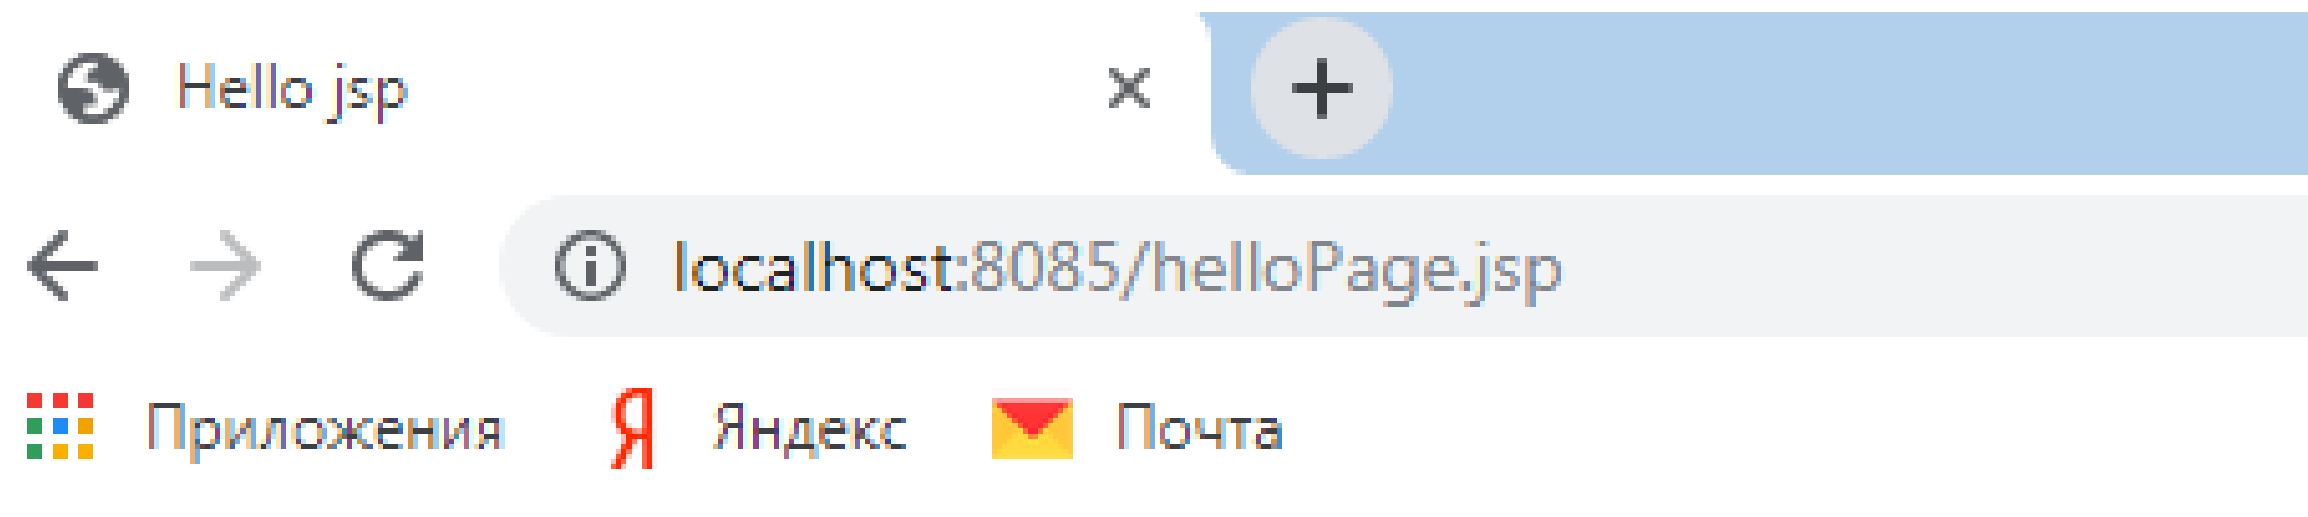 Hello jsp
localhost:8085/helloPage.jsp
Приложения Я Яндекс Почта